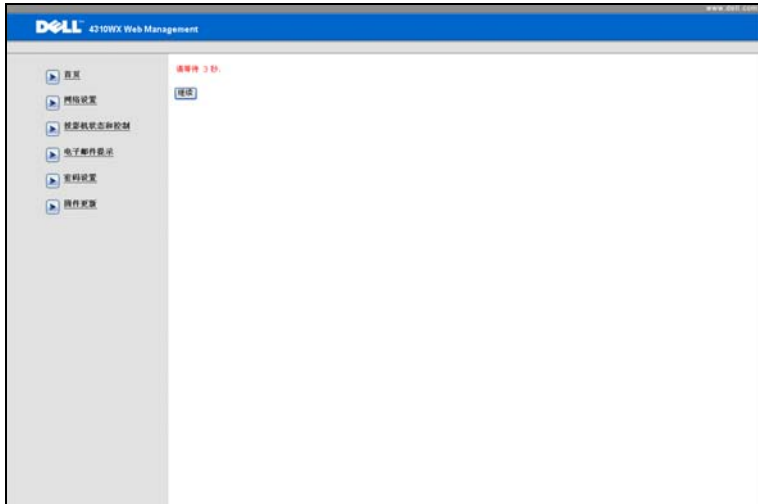 www.dell.com
DELL 4310WX Web Management
首页
网络设置
投影机状态和控制
电子邮件提示
密码设置
固件更新
请等待 3 秒.
继续